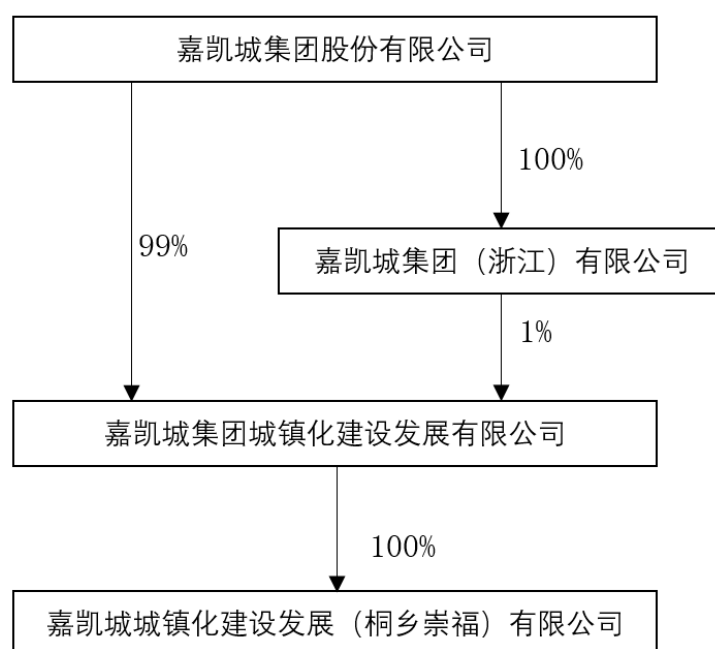 嘉凯城集团股份有限公司
100%
99%
嘉凯城集团（浙江）有限公司
1%
嘉凯城集团城镇化建设发展有限公司
100%
嘉凯城城镇化建设发展（桐乡崇福）有限公司